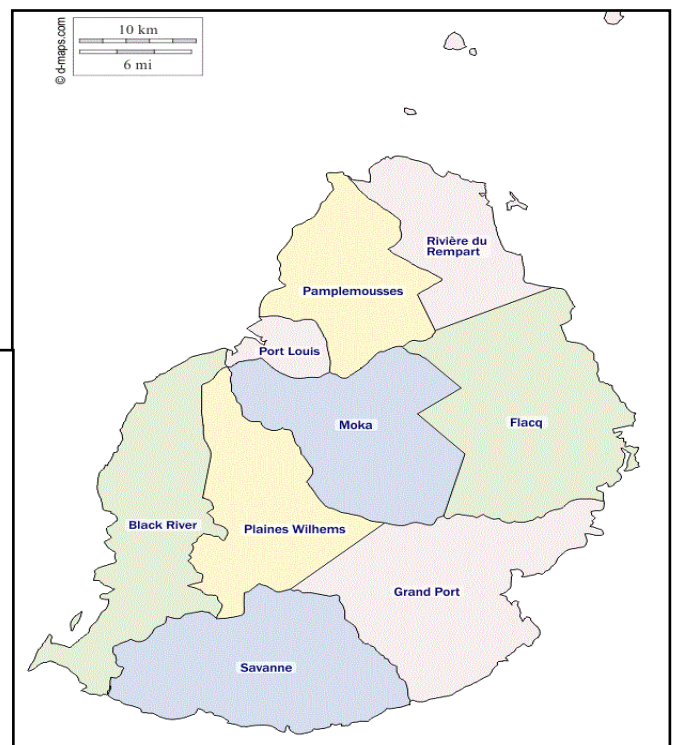 10 km
6 mi
© d-maps.com
Rivière du
Rempart
Pamplemousses
Port Louis
Moka
Flacq
Black River
Plaines Wilhems
Grand Port
Savanne